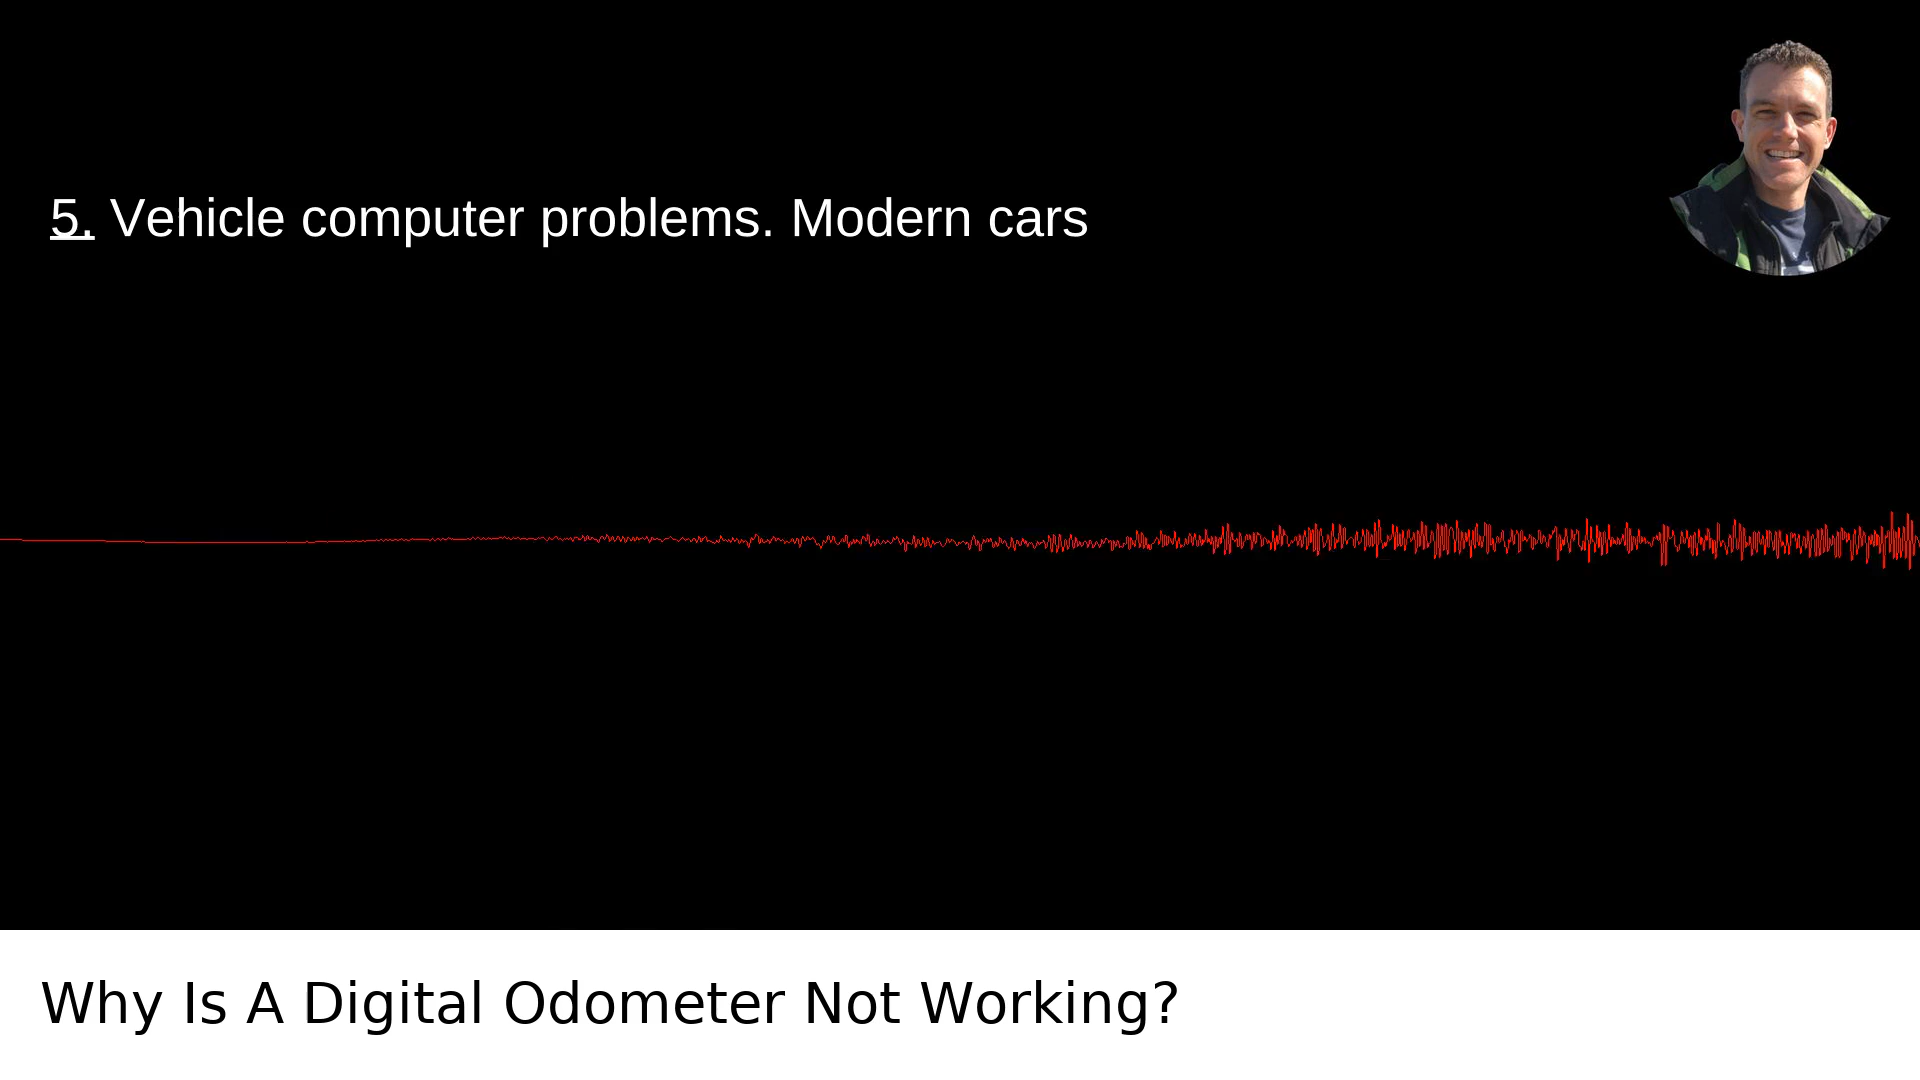 5. Vehicle computer problems. Modern cars
Why Is A Digital Odometer Not Working?